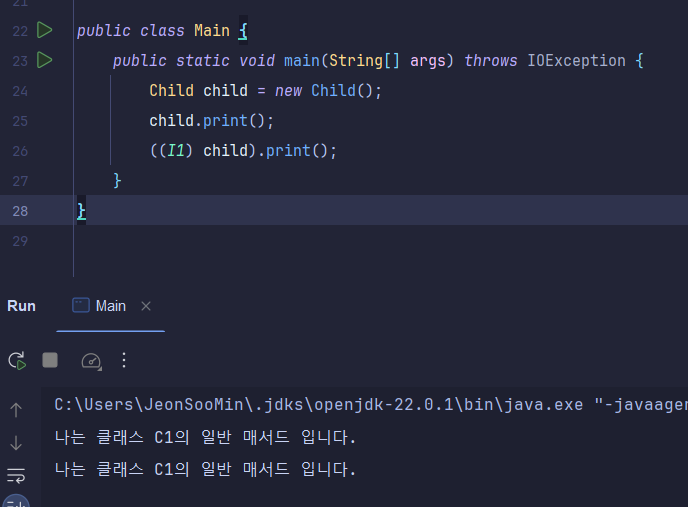 21
22 public class Main {
23 public static void main(String[] args) throws IOException {
24 Child child = new Child();
25 child.print();
26 ((I1) child).print();
27 }
28 }
29
Run Main
C:\Users\JeonSooMin\.jdks\openjdk-22.0.1\bin\java.exe "-javaagen
나는 클래스 C1의 일반 매서드 입니다.
나는 클래스 C1의 일반 매서드 입니다.